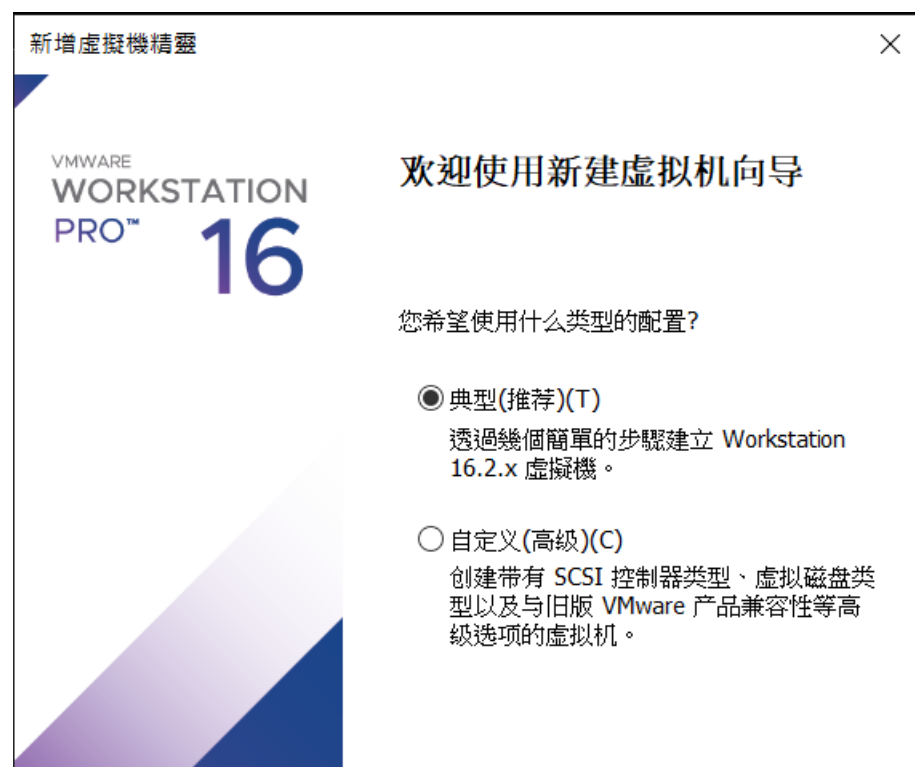 新增虛擬機精靈
VMWARE
WORKSTATION
PRO™ 16
欢迎使用新建虚拟机向导
您希望使用什么类型的配置?
典型(推荐)(T)
透過幾個簡單的步驟建立 Workstation
16.2.x 虛擬機。
自定义(高级)(C)
创建带有 SCSI 控制器类型、虚拟磁盘类
型以及与旧版 VMware 产品兼容性等高
级选项的虚拟机。